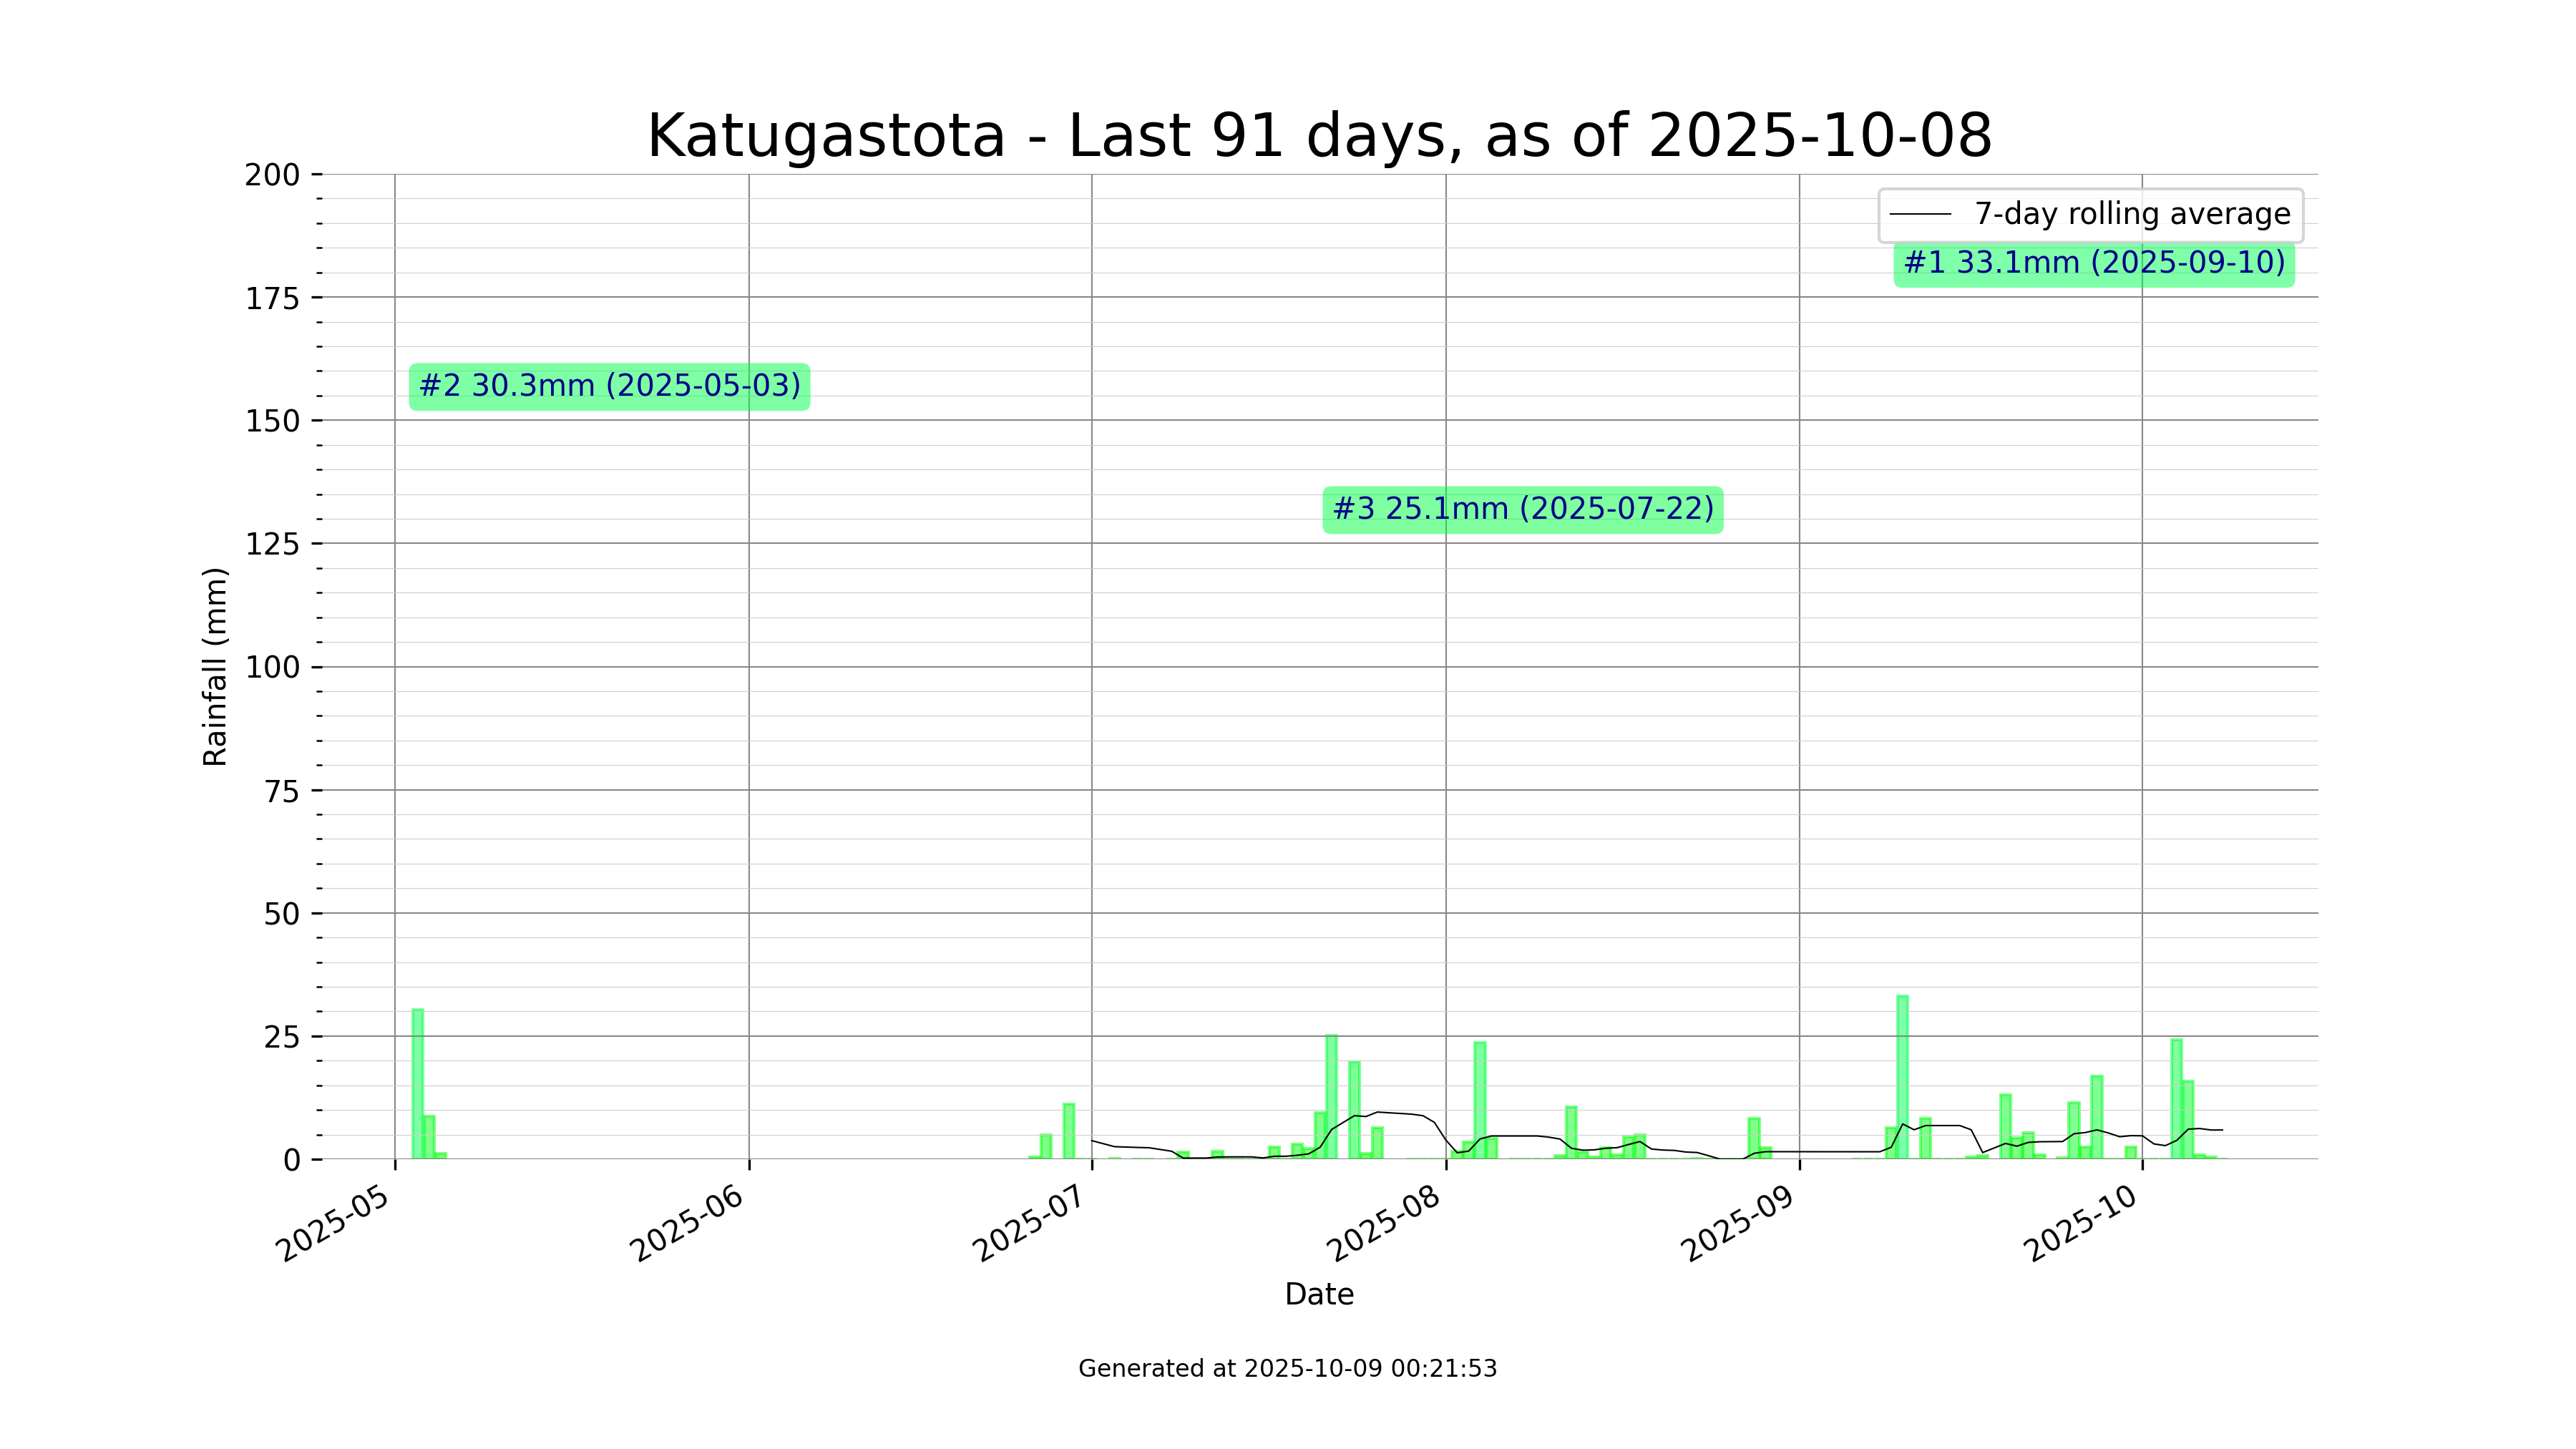 Katugastota - Last 91 days, as of 2025-10-08
200
175
150
125
100
75
50
25
0
Rainfall (mm)
7-day rolling average
#1 33.1mm (2025-09-10)
#2 30.3mm (2025-05-03)
#3 25.1mm (2025-07-22)
2025-05
2025-06
2025-07
2025-08
2025-09
2025-10
Date
Generated at 2025-10-09 00:21:53